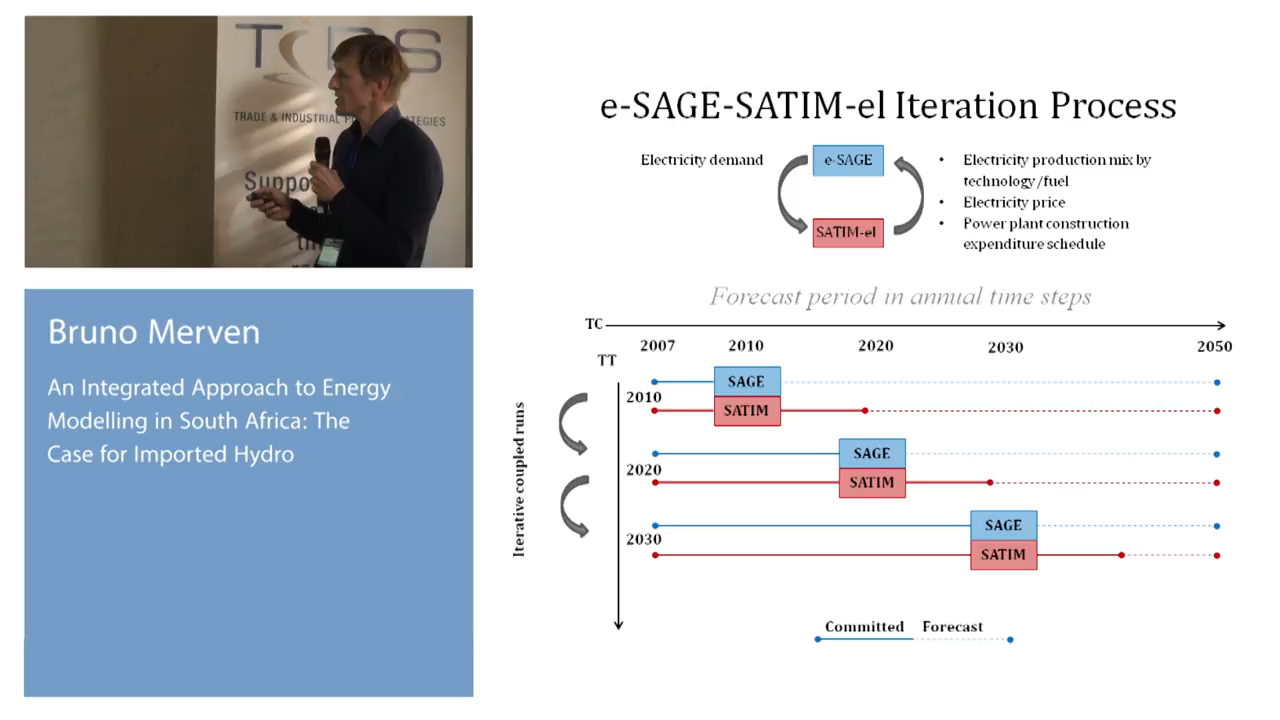 TIPS
TRADE & INDUSTRIAL P TEGIES
Suppo
Bruno Merven
An Integrated Approach to Energy
Modelling in South Africa: The
Case for Imported Hydro
e-SAGE-SATIM-el Iteration Process
Electricity demand
e-SAGE
SATIM-el
• Electricity production mix by
technology/fuel
• Electricity price
• Power plant construction
expenditure schedule
Forecast period in annual time steps
TC
2007 2010 2020 2030 2050
TT
Iterative coupled runs
2010
SAGE
SATIM
2020
SAGE
SATIM
2030
SAGE
SATIM
Committed Forecast